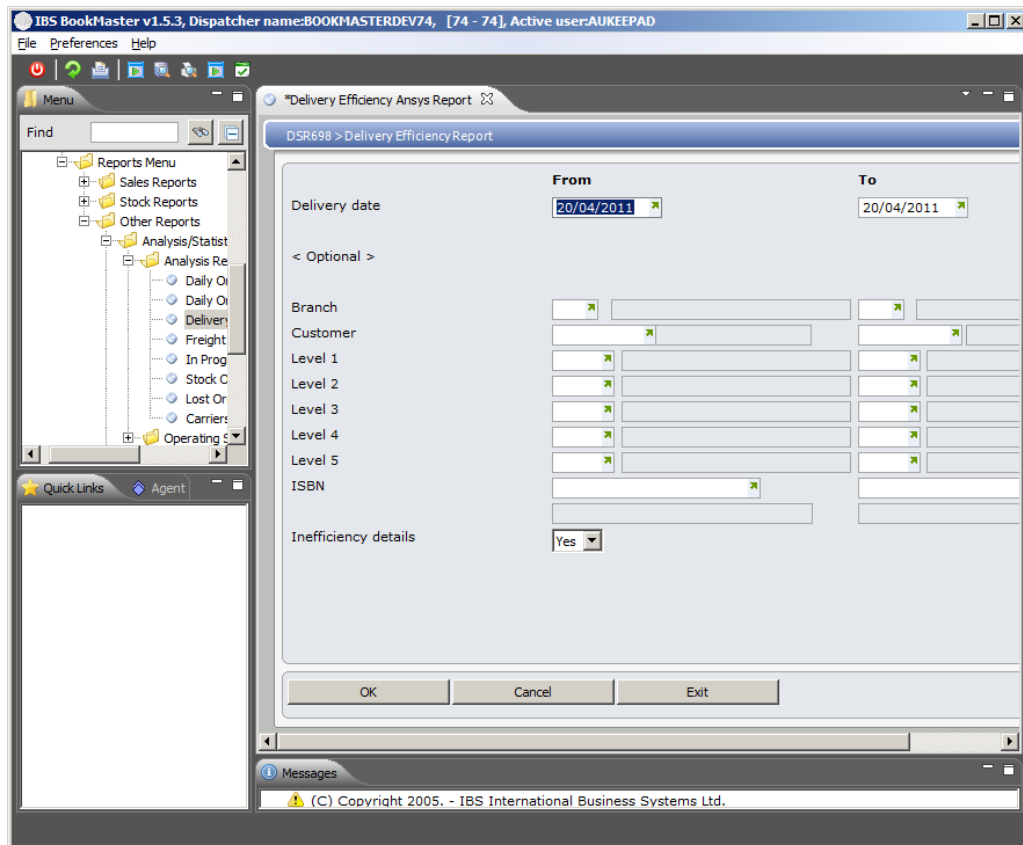 IBS BookMaster v1.5.3, Dispatcher name:BOOKMASTERDEV74, [74 - 74], Active user:AUKEEPAD
File Preferences Help
Menu
Find
Reports Menu
Sales Reports
Stock Reports
Other Reports
Analysis/Statist
Analysis Re
Daily Or
Daily Or
Delivery
Freight
In Prog
Stock O
Lost Or
Carriers
Operating S
Quick Links Agent
*Delivery Efficiency Ansys Report
DSR698 > Delivery Efficiency Report
From To
Delivery date 20/04/2011 20/04/2011
< Optional >
Branch
Customer
Level 1
Level 2
Level 3
Level 4
Level 5
ISBN
Inefficiency details Yes
OK Cancel Exit
Messages
(C) Copyright 2005. - IBS International Business Systems Ltd.